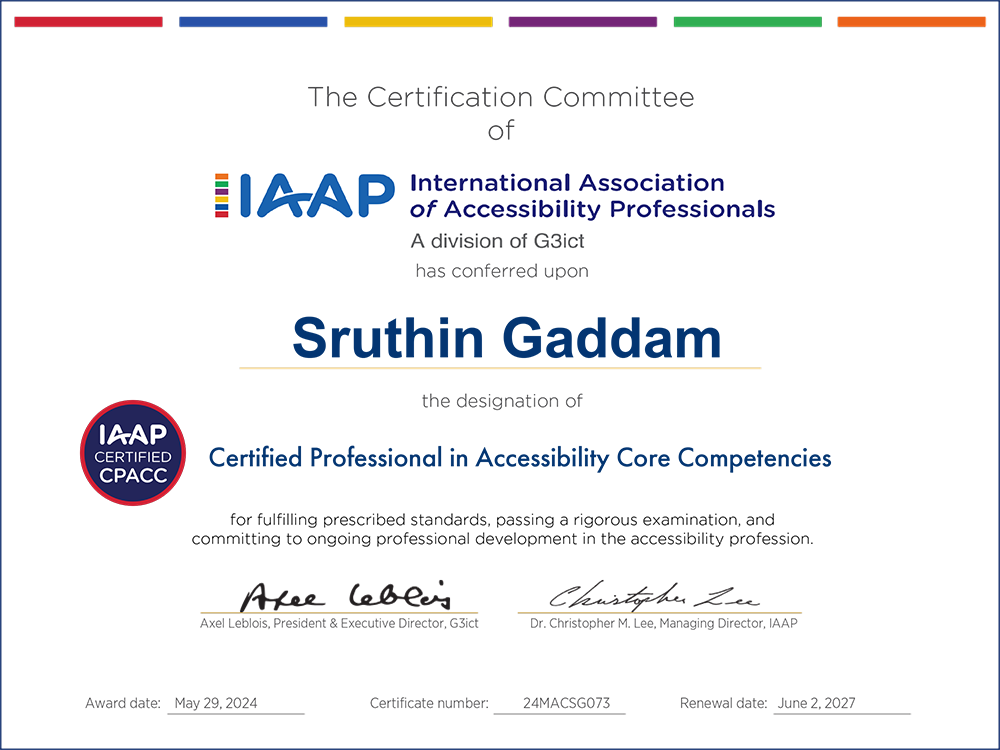 The Certification Committee
of
IAAP International Association
of Accessibility Professionals
A division of G3ict
has conferred upon
Sruthin Gaddam
the designation of
IAAP
CERTIFIED
CPACC
Certified Professional in Accessibility Core Competencies
for fulfilling prescribed standards, passing a rigorous examination, and
committing to ongoing professional development in the accessibility profession.
Axel Leblois Christopher Lee
Axel Leblois, President & Executive Director, G3ict Dr. Christopher M. Lee, Managing Director, IAAP
Award date: May 29, 2024 Certificate number: 24MACSG073 Renewal date: June 2, 2027